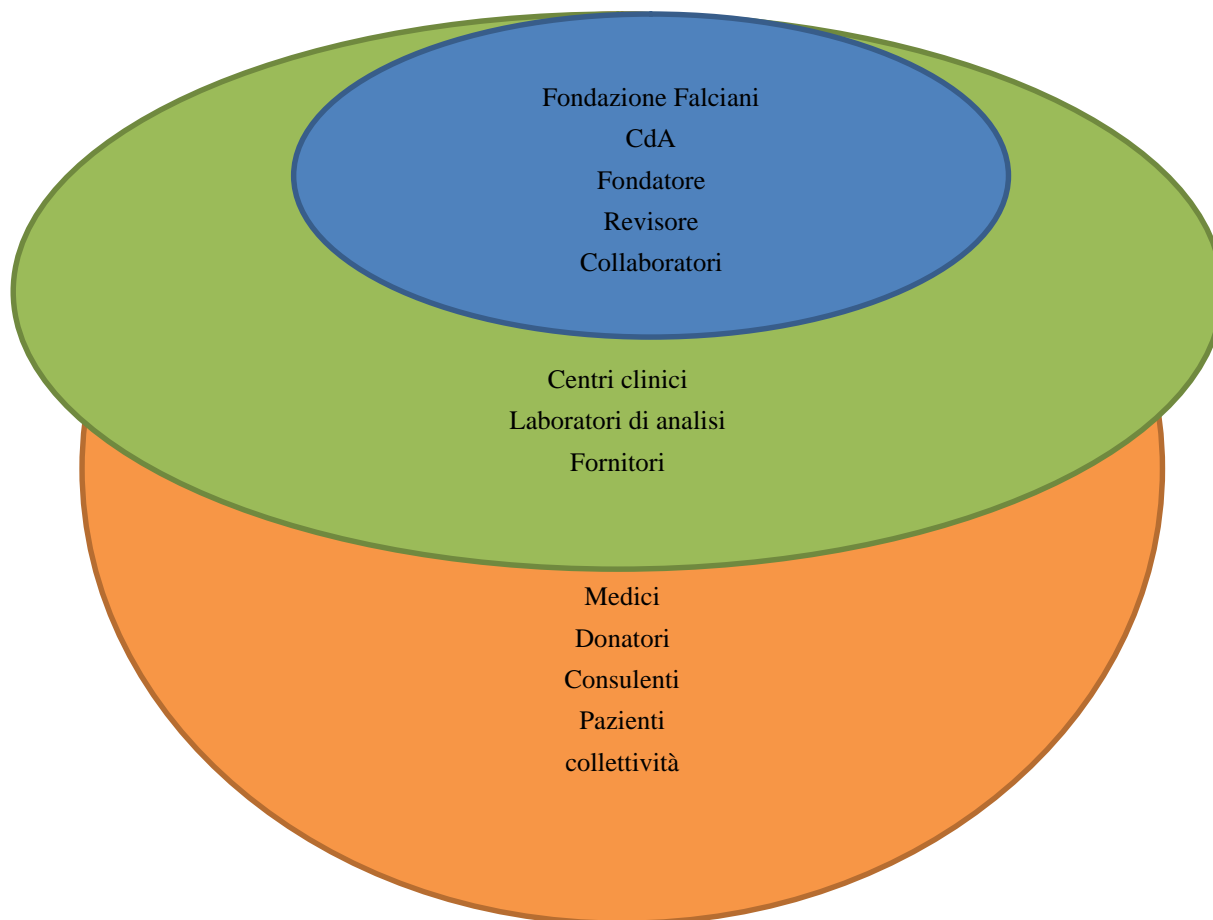 Fondazione Falciani
CdA
Fondatore
Revisore
Collaboratori
Centri clinici
Laboratori di analisi
Fornitori
Medici
Donatori
Consulenti
Pazienti
collettività